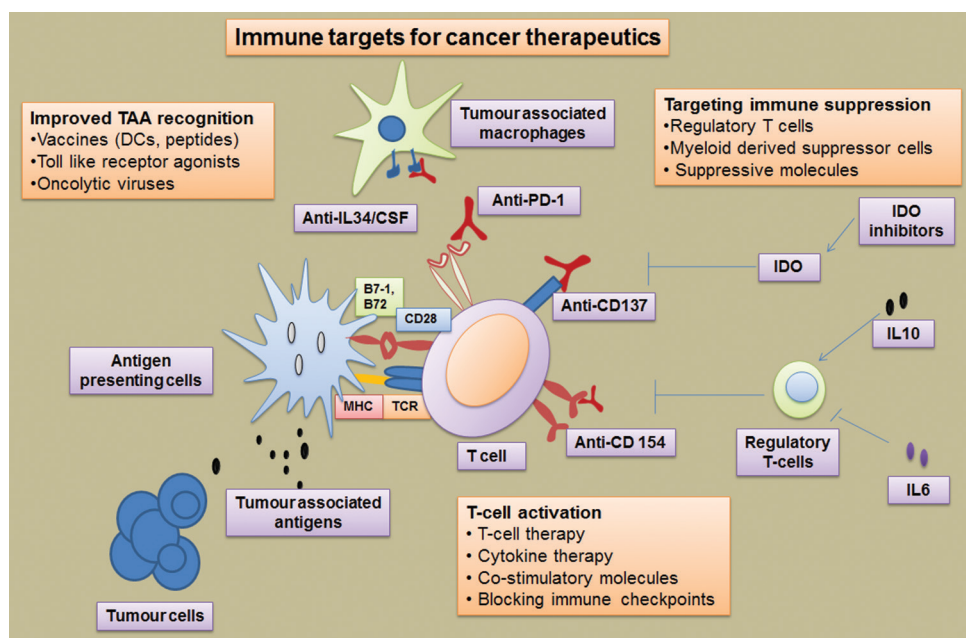 Immune targets for cancer therapeutics
Improved TAA recognition
•Vaccines (DCs, peptides)
•Toll like receptor agonists
•Oncolytic viruses
Tumour associated
macrophages
Targeting immune suppression
•Regulatory T cells
•Myeloid derived suppressor cells
• Suppressive molecules
Anti-IL34/CSF
Anti-PD-1
IDO
inhibitors
IDO
B7-1,
B72
CD28
Anti-CD137
IL10
Antigen
presenting cells
MHC
TCR
T cell
Anti-CD 154
Regulatory
T-cells
IL6
Tumour associated
antigens
T-cell activation
• T-cell therapy
• Cytokine therapy
• Co-stimulatory molecules
• Blocking immune checkpoints
Tumour cells